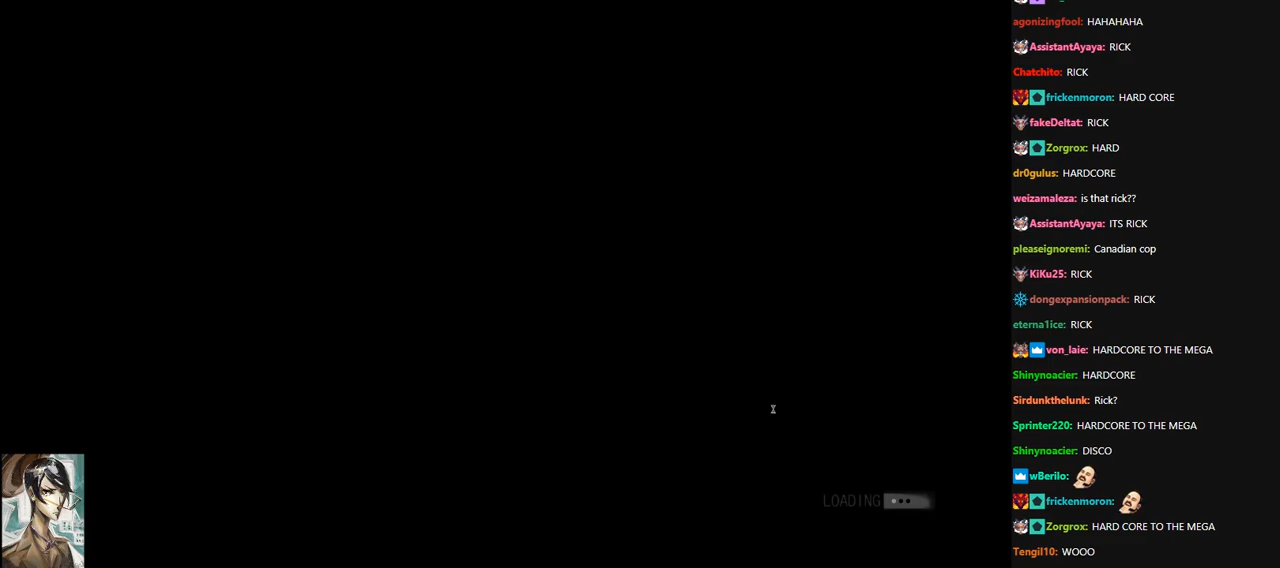 agonizingfool: HAHAHAHA
AssistantAyaya: RICK
Chatchito: RICK
frickenmoron: HARD CORE
fakeDeltat: RICK
Zorgrox: HARD
dr0gulus: HARDCORE
weizamaleza: is that rick??
AssistantAyaya: ITS RICK
pleaseignoremi: Canadian cop
KiKu25: RICK
dongexpansionpack: RICK
eterna1ice: RICK
von_laie: HARDCORE TO THE MEGA
Shinynoacier: HARDCORE
Sirdunkthelunk: Rick?
Sprinter220: HARDCORE TO THE MEGA
Shinynoacier: DISCO
wBerilo:
frickenmoron:
Zorgrox: HARD CORE TO THE MEGA
Tengil10: WOOO
LOADING